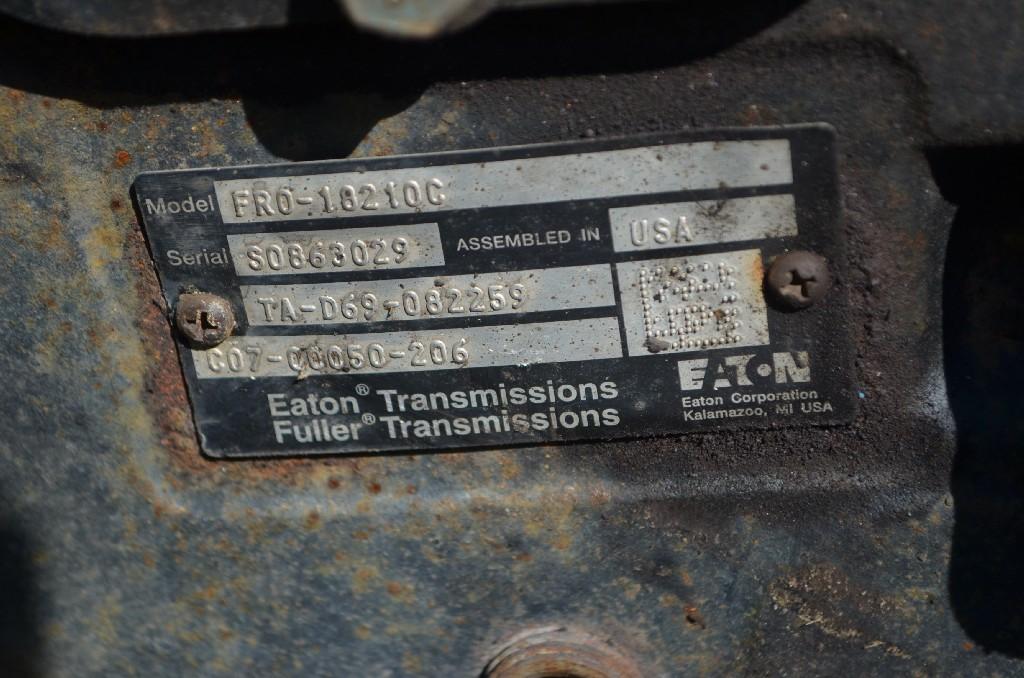 Model FRO-18210C
Serial S0863029 ASSEMBLED IN USA
TA-D69-082259
C07-00050-206
Eaton® Transmissions
Fuller® Transmissions
EATON
Eaton Corporation
Kalamazoo, MI USA